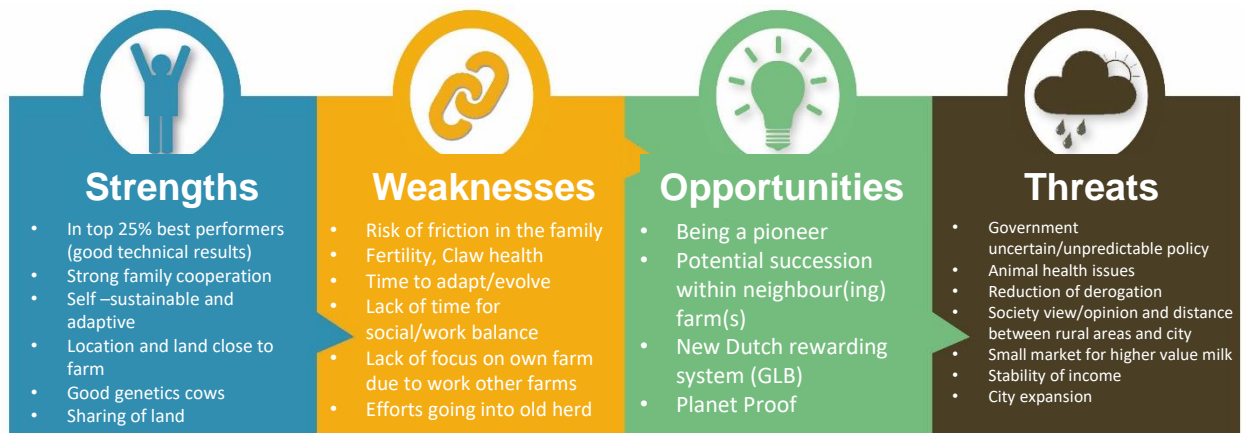 Strengths
• In top 25% best performers
(good technical results)
• Strong family cooperation
• Self –sustainable and
adaptive
• Location and land close to
farm
• Good genetics cows
• Sharing of land
Weaknesses
• Risk of friction in the family
• Fertility, Claw health
• Time to adapt/evolve
• Lack of time for
social/work balance
• Lack of focus on own farm
due to work other farms
• Efforts going into old herd
Opportunities
• Being a pioneer
• Potential succession
within neighbour(ing)
farm(s)
• New Dutch rewarding
system (GLB)
• Planet Proof
Threats
• Government
uncertain/unpredictable policy
• Animal health issues
• Reduction of derogation
• Society view/opinion and distance
between rural areas and city
• Small market for higher value milk
• Stability of income
• City expansion